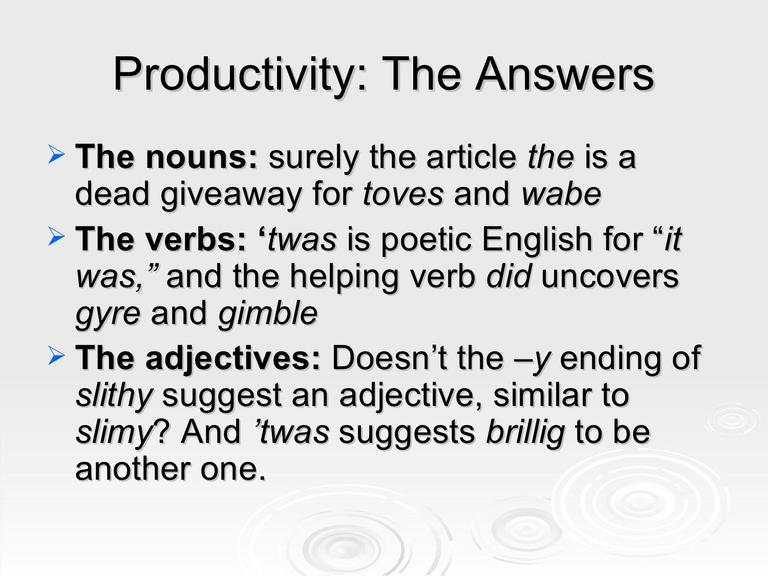 Productivity: The Answers
The nouns: surely the article the is a
dead giveaway for toves and wabe
The verbs: ‘twas is poetic English for “it
was,” and the helping verb did uncovers
gyre and gimble
The adjectives: Doesn’t the –y ending of
slithy suggest an adjective, similar to
slimy? And ’twas suggests brillig to be
another one.